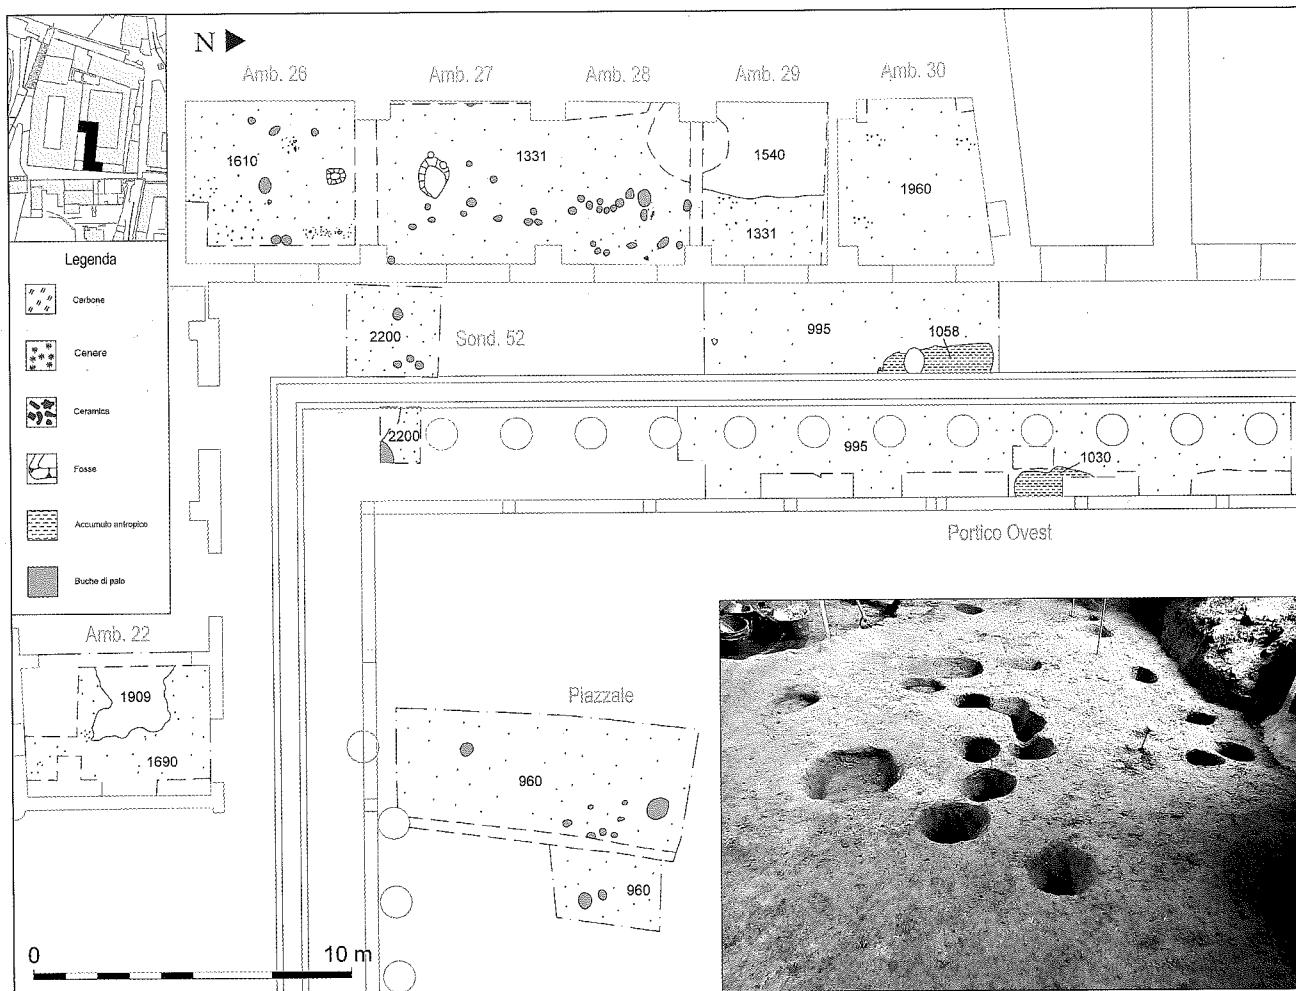 N
Amb. 26
Amb. 27
Amb. 28
Amb. 29
Amb. 30
1610
1331
1540
1960
1331
Legenda
Carbone
Cenere
Ceramica
Fosse
Accumulo antropico
Buche di palo
2200
Sond. 52
995
1058
2200
995
1030
Portico Ovest
Amb. 22
1909
1690
Piazzale
960
960
0
10 m